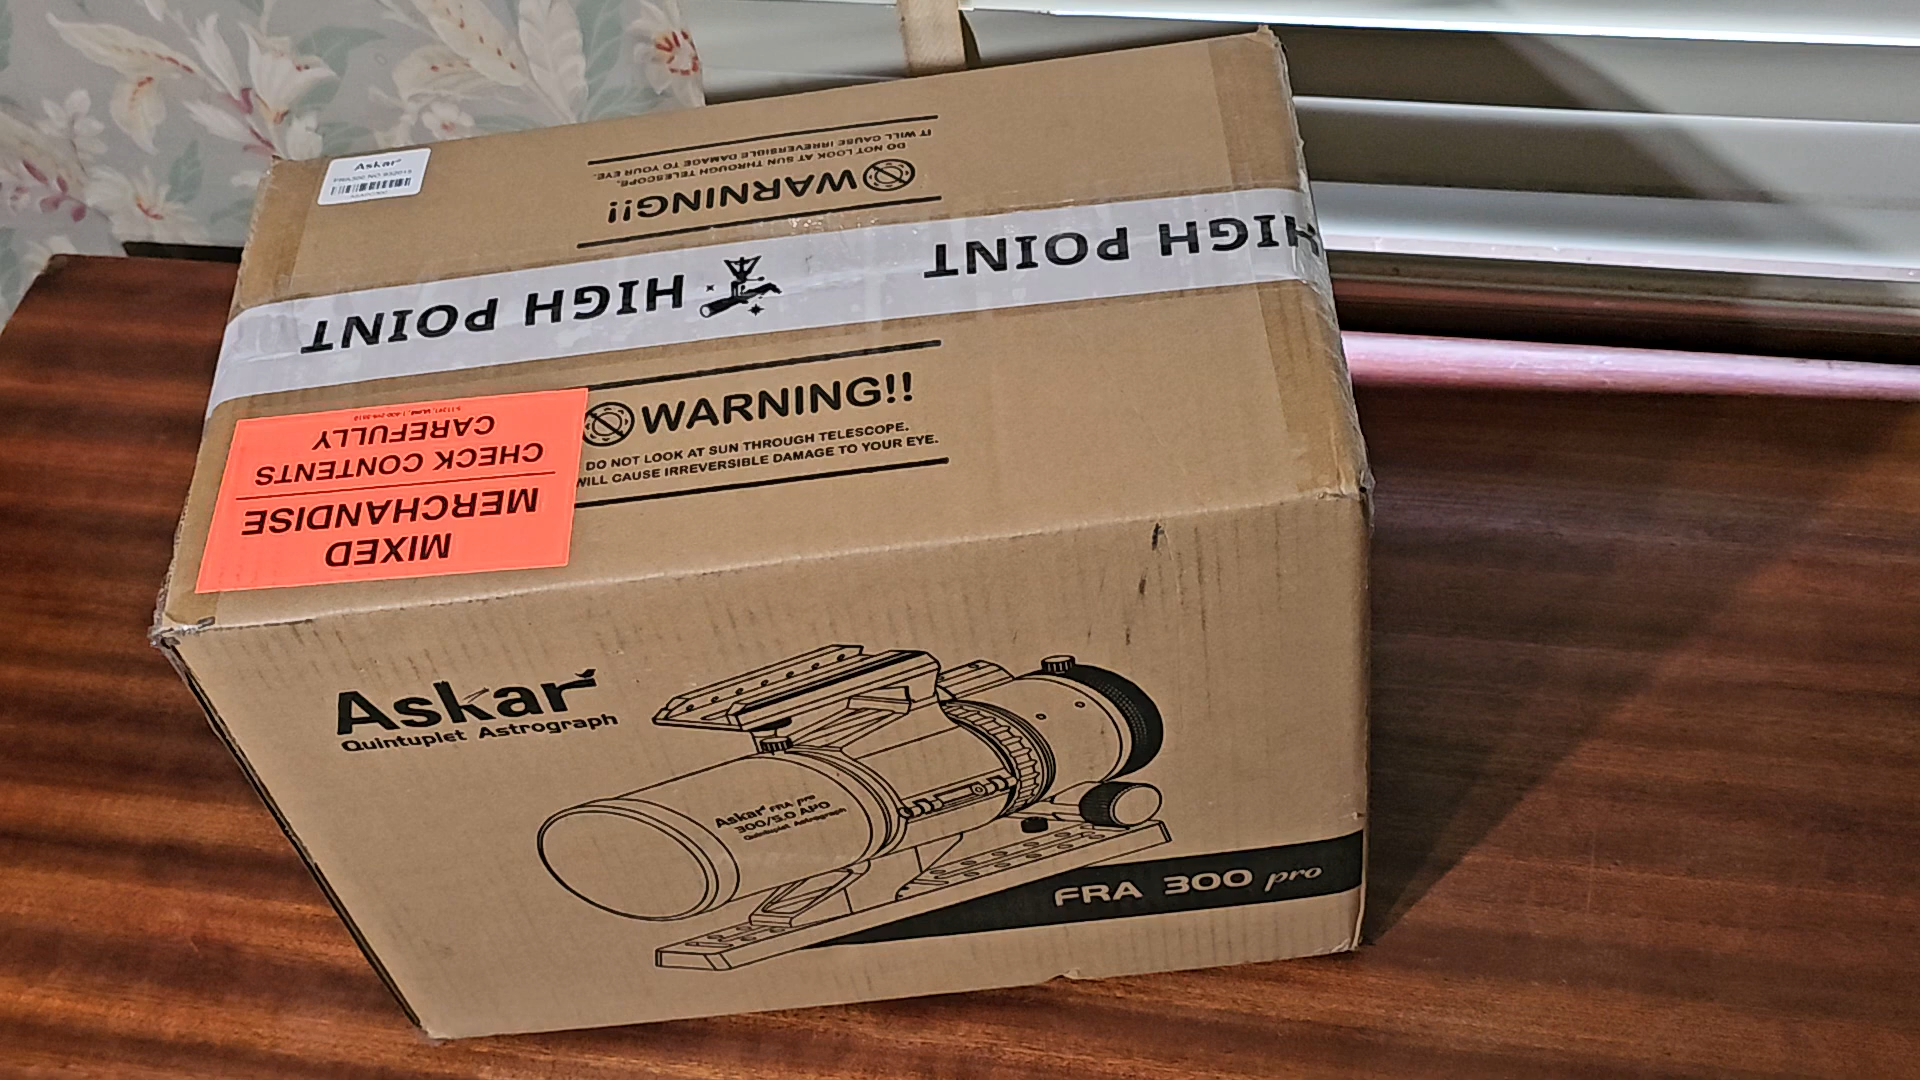 Askar
IT WILL CAUSE IRREVERSIBLE DAMAGE TO YOUR EYE.
DO NOT LOOK AT SUN THROUGH TELESCOPE.
WARNING!!
HIGH POINT
HIGH POINT
WARNING!!
DO NOT LOOK AT SUN THROUGH TELESCOPE.
WILL CAUSE IRREVERSIBLE DAMAGE TO YOUR EYE.
MIXED
MERCHANDISE
CHECK CONTENTS
CAREFULLY
Askar
Quintuplet Astrograph
Askar FRA pro
300/5.0 APO
Quintuplet Astrograph
FRA 300 pro